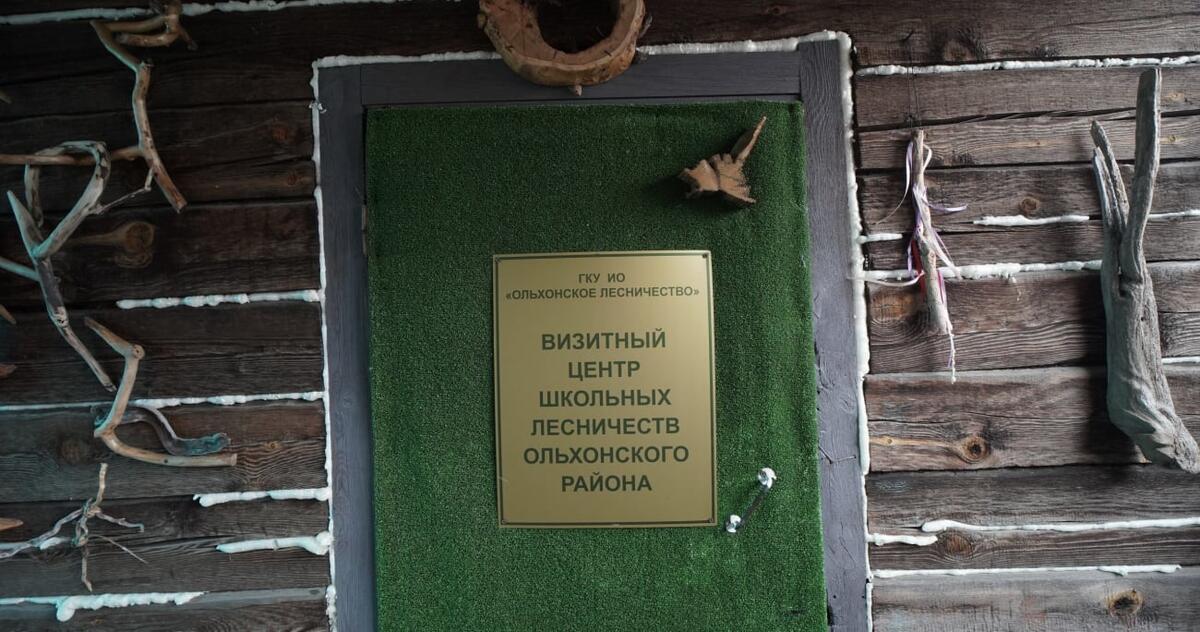 ГКУ ИО
«ОЛЬХОНСКОЕ ЛЕСНИЧЕСТВО»
ВИЗИТНЫЙ
ЦЕНТР
ШКОЛЬНЫХ
ЛЕСНИЧЕСТВ
ОЛЬХОНСКОГО
РАЙОНА